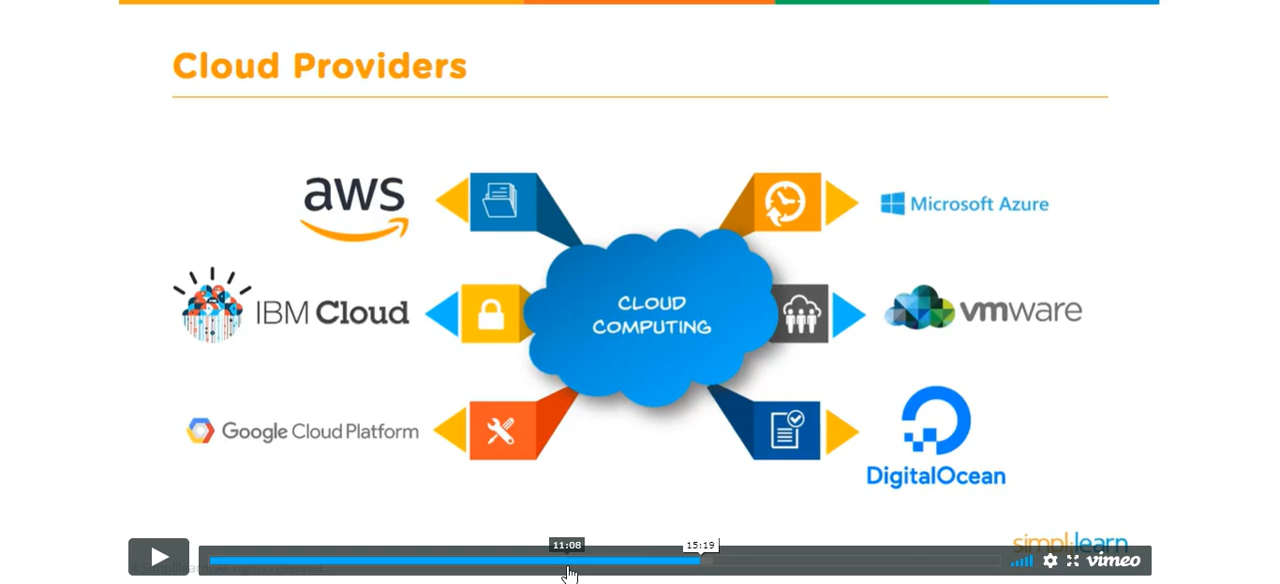 Cloud Providers
aws
Microsoft Azure
CLOUD
COMPUTING
IBM Cloud
vmware
Google Cloud Platform
DigitalOcean
simplilearn
11:08
15:19
vimeo